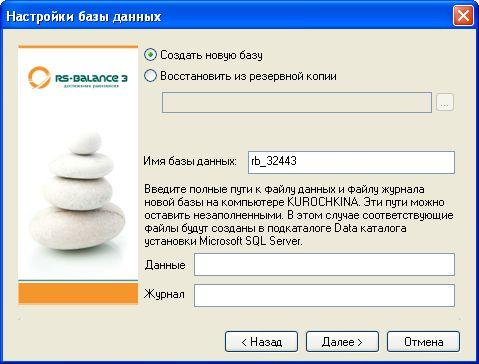 Настройки базы данных
RS-BALANCE 3
достижение равновесия
Создать новую базу
Восстановить из резервной копии
...
Имя базы данных: rb_32443
Введите полные пути к файлу данных и файлу журнала
новой базы на компьютере KUROCHKINA. Эти пути можно
оставить незаполненными. В этом случае соответствующие
файлы будут созданы в подкаталоге Data каталога
установки Microsoft SQL Server.
Данные
Журнал
< Назад Далее > Отмена